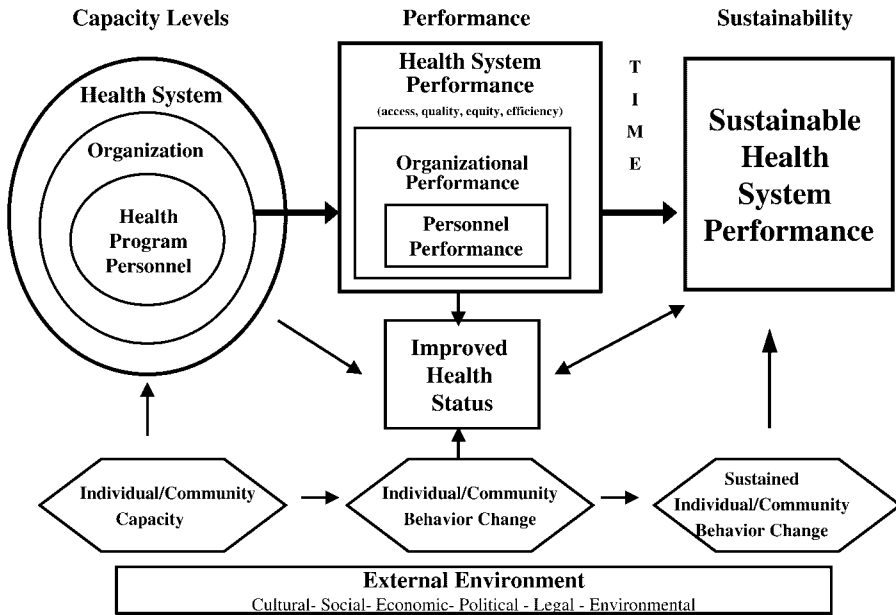 Capacity Levels
Performance
Sustainability
Health System
Organization
Health
Program
Personnel
Health System
Performance
(access, quality, equity, efficiency)
Organizational
Performance
Personnel
Performance
T
I
M
E
Sustainable
Health
System
Performance
Improved
Health
Status
Individual/Community
Capacity
Individual/Community
Behavior Change
Sustained
Individual/Community
Behavior Change
External Environment
Cultural- Social- Economic- Political - Legal - Environmental